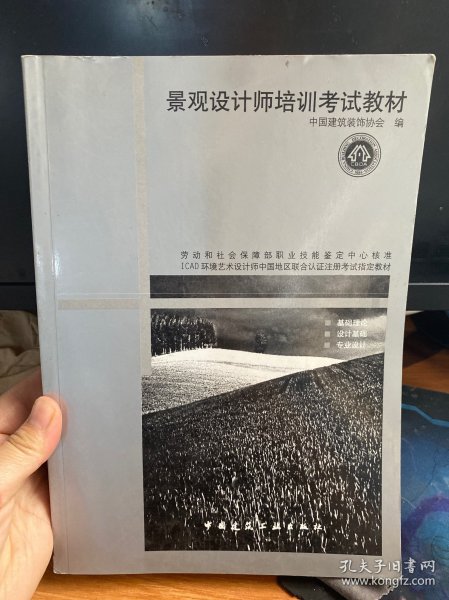 景观设计师培训考试教材
中国建筑装饰协会 编
劳动和社会保障部职业技能鉴定中心核准
ICAD环境艺术设计师中国地区联合认证注册考试指定教材
基础理论
设计基础
专业设计
中国建筑工业出版社
孔夫子旧书网
www.kongfz.com